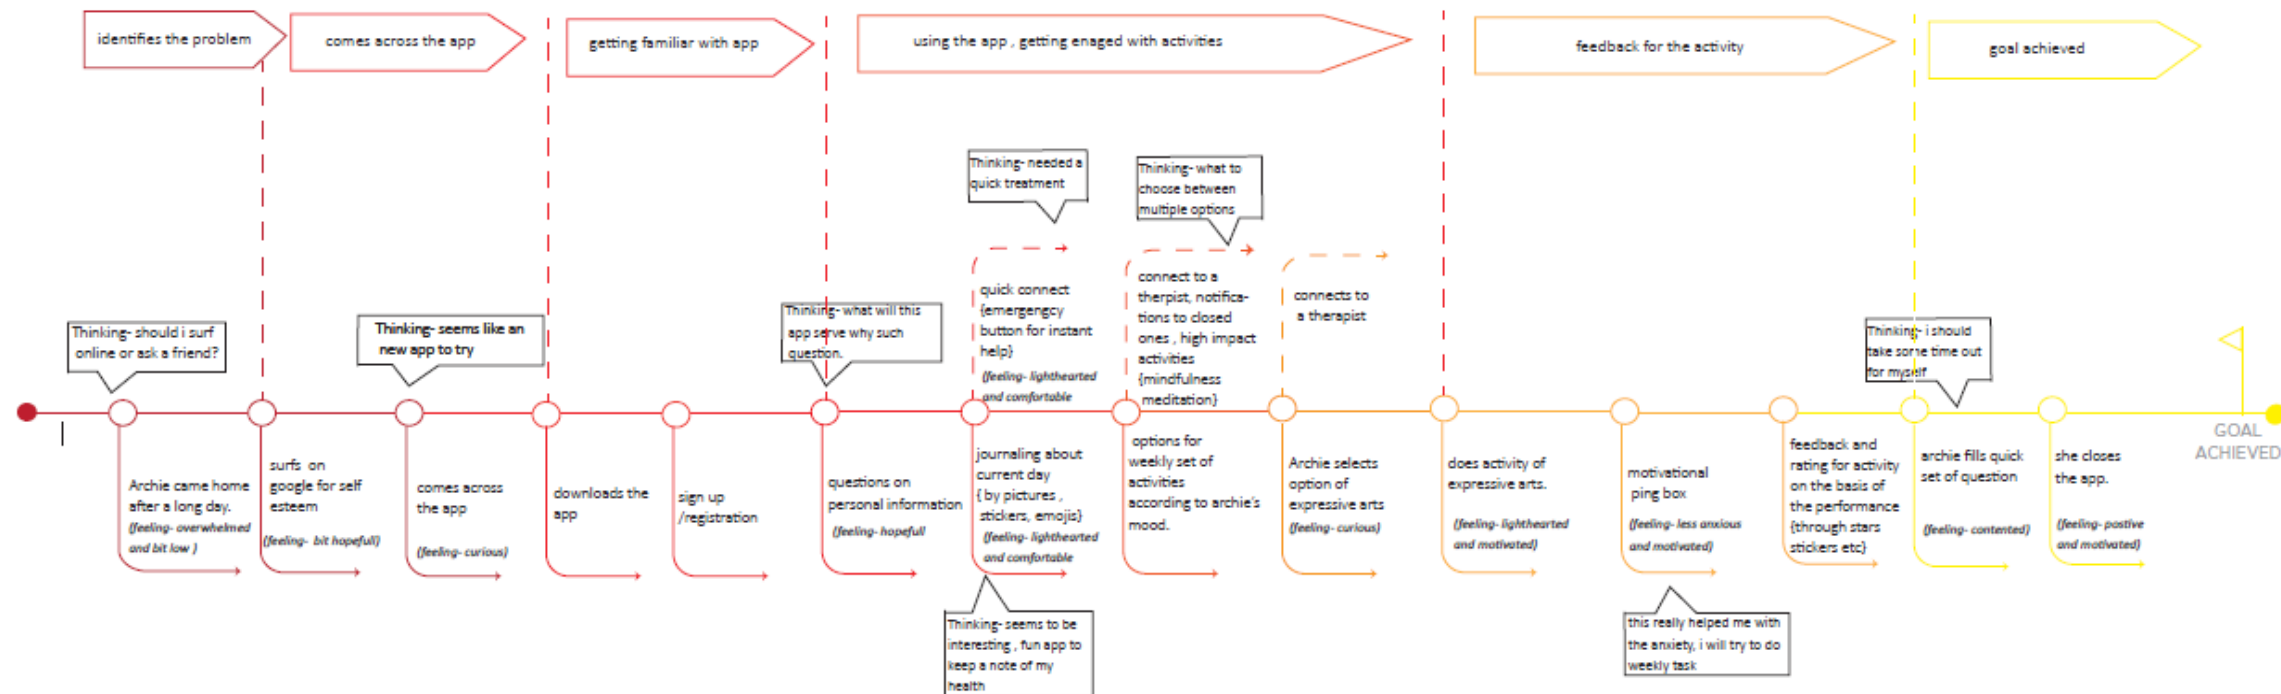 identifies the problem
comes across the app
getting familiar with app
using the app , getting enaged with activities
feedback for the activity
goal achieved
Thinking- needed a
quick treatment
Thinking- what to
choose between
multiple options
quick connect
{emergengcy
button for instant
help}
(feeling- lighthearted
and comfortable
connect to a
therpist, notifica-
tions to closed
ones , high impact
activities
{mindfulness
meditation}
connects to
a therapist
Thinking- should i surf
online or ask a friend?
Thinking- seems like an
new app to try
Thinking- what will this
app serve why such
question.
Thinking- i should
take some time out
for myself
Archie came home
after a long day.
(feeling- overwhelmed
and bit low )
surfs on
google for self
esteem
(feeling- bit hopefull)
comes across
the app
(feeling- curious)
downloads the
app
sign up
/registration
questions on
personal information
(feeling- hopefull
journaling about
current day
{ by pictures ,
stickers, emojis}
(feeling- lighthearted
and comfortable
options for
weekly set of
activities
according to archie's
mood.
Archie selects
option of
expressive arts
(feeling- curious)
does activity of
expressive arts.
(feeling- lighthearted
and motivated)
motivational
ping box
(feeling- less anxious
and motivated)
feedback and
rating for activity
on the basis of
the performance
{through stars
stickers etc}
archie fills quick
set of question
(feeling- contented)
she closes
the app.
(feeling- postive
and motivated)
GOAL
ACHIEVED
Thinking- seems to be
interesting , fun app to
keep a note of my
health
this really helped me with
the anxiety, i will try to do
weekly task